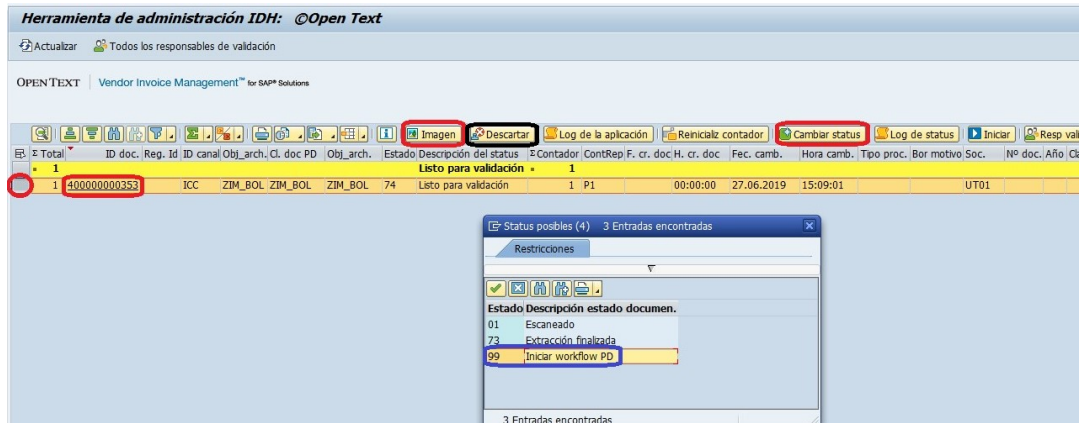 Herramienta de administración IDH: ©Open Text
Actualizar Todos los responsables de validación
OPENTEXT Vendor Invoice Management™ for SAP® Solutions
Imagen Descartar Log de la aplicación Reinicializ contador Cambiar status Log de status Iniciar Resp vali
Σ Total ID doc. Reg. Id ID canal Obj_arch. Cl. doc PD Obj_arch. Estado Descripción del status Σ Contador ContRep F. cr. doc H. cr. doc Fec. camb. Hora camb. Tipo proc. Bor motivo Soc. Nº doc. Año Cla
1 Listo para validación 1
1 400000000353 ICC ZIM_BOL ZIM_BOL ZIM_BOL 74 Listo para validación 1 P1 00:00:00 27.06.2019 15:09:01 UT01
Status posibles (4) 3 Entradas encontradas
Restricciones
Estado Descripción estado documen.
01 Escaneado
73 Extracción finalizada
99 Iniciar workflow PD
3 Entradas encontradas